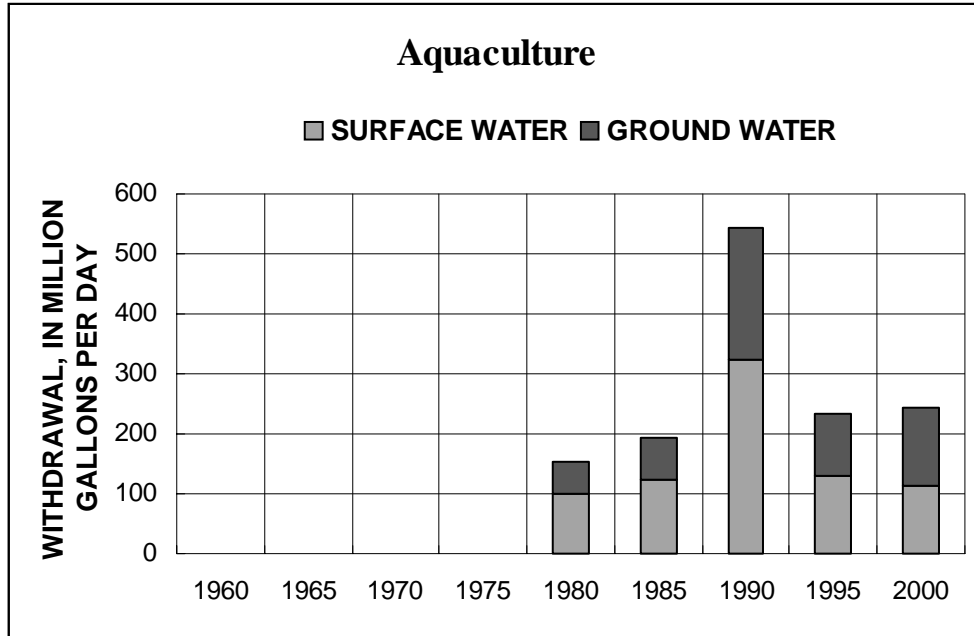 Aquaculture
SURFACE WATER GROUND WATER
WITHDRAWAL, IN MILLION
GALLONS PER DAY
600
500
400
300
200
100
0
1960 1965 1970 1975 1980 1985 1990 1995 2000